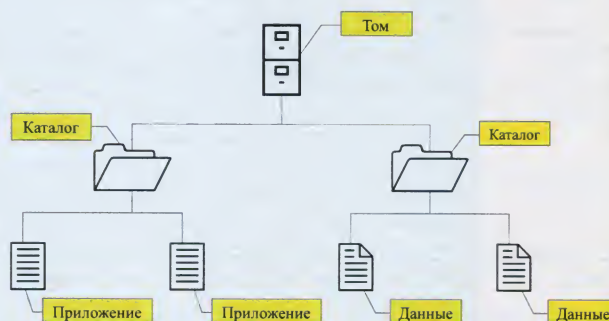 Том
Каталог
Каталог
Приложение
Приложение
Данные
Данные